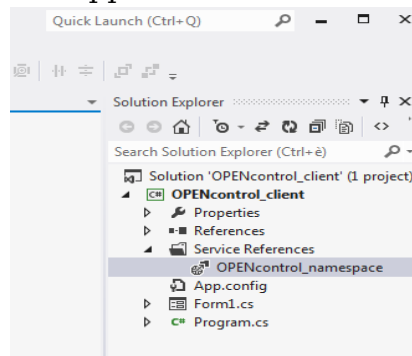 Quick Launch (Ctrl+Q)
Solution Explorer
Search Solution Explorer (Ctrl+è)
Solution 'OPENcontrol_client' (1 project)
C# OPENcontrol_client
Properties
References
Service References
OPENcontrol_namespace
App.config
Form1.cs
C# Program.cs